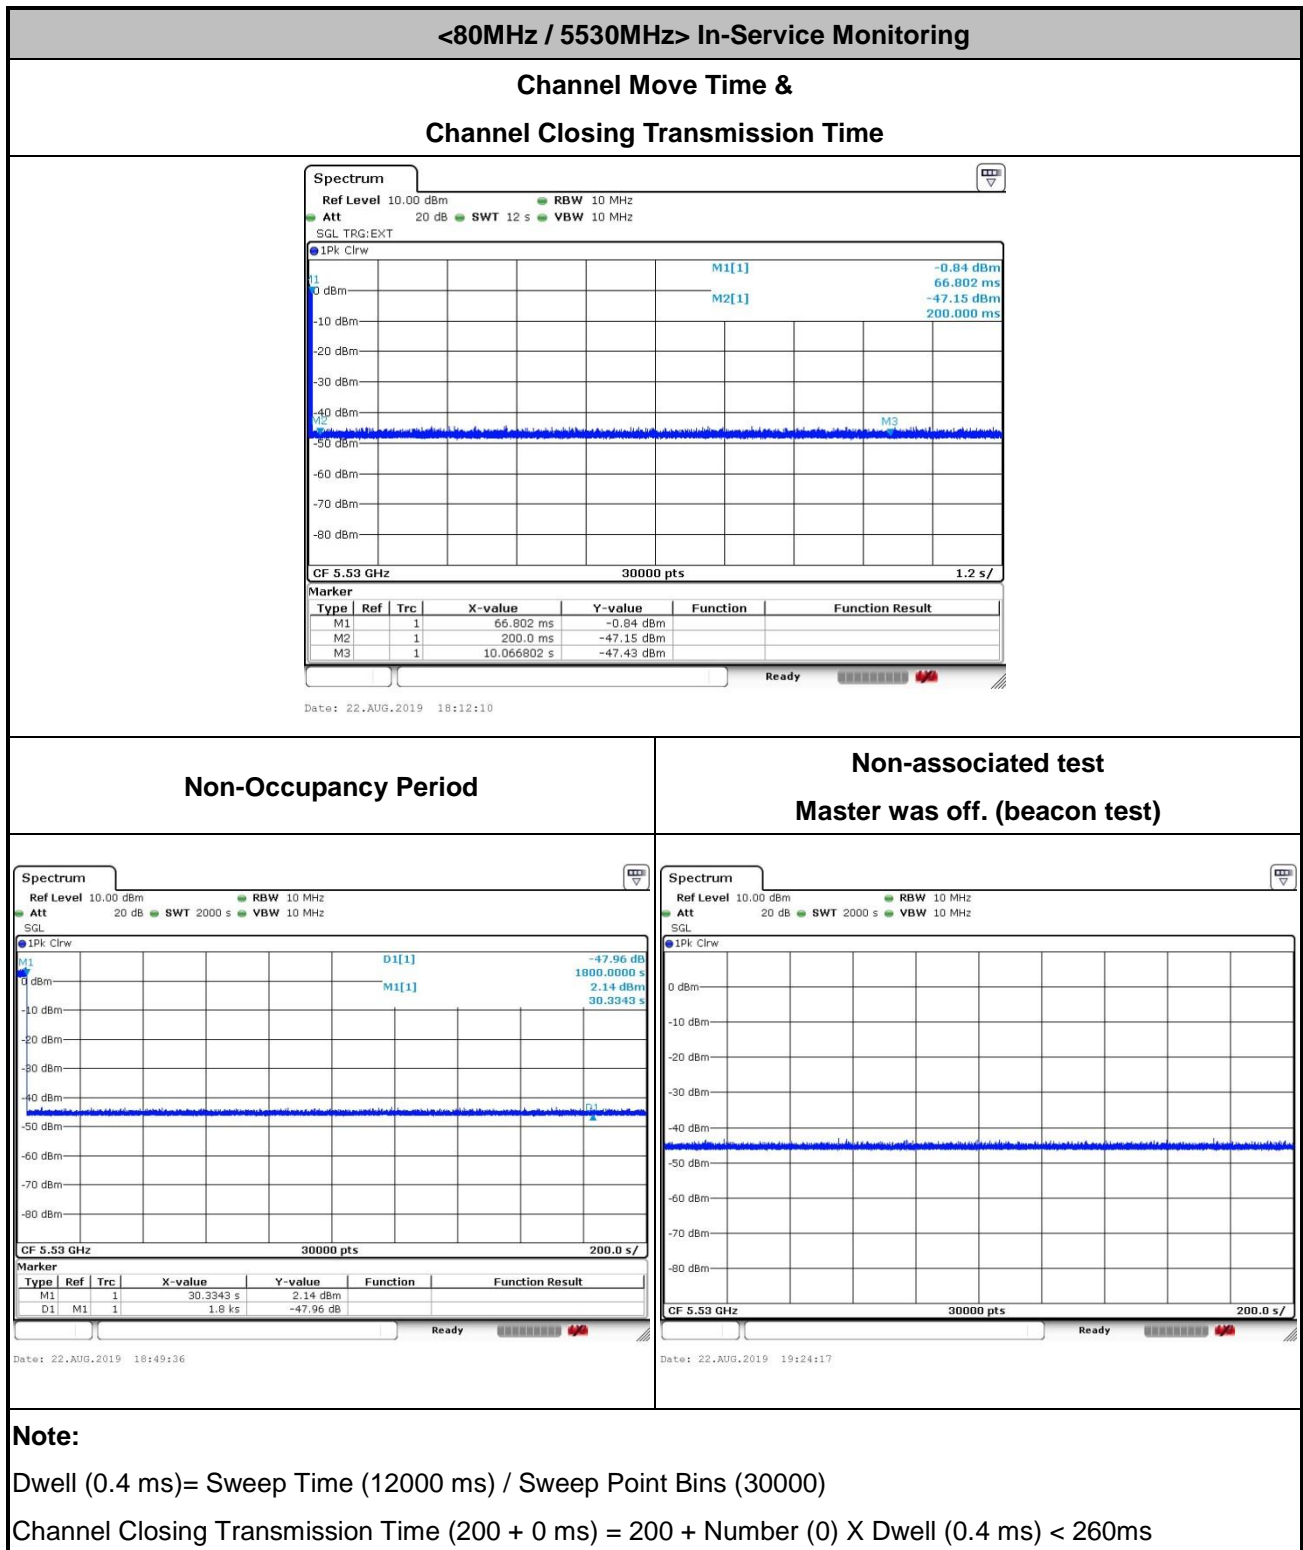 <80MHz / 5530MHz> In-Service Monitoring
Channel Move Time &
Channel Closing Transmission Time
Spectrum
Ref Level 10.00 dBm RBW 10 MHz
Att 20 dB SWT 12 s VBW 10 MHz
SGL TRG:EXT
1Pk Clrw
M1[1] -0.84 dBm
66.802 ms
M2[1] -47.15 dBm
200.000 ms
M1
0 dBm
-10 dBm
-20 dBm
-30 dBm
-40 dBm
M2
M3
-50 dBm
-60 dBm
-70 dBm
-80 dBm
CF 5.53 GHz 30000 pts 1.2 s/
Marker
Type Ref Trc X-value Y-value Function Function Result
M1 1 66.802 ms -0.84 dBm
M2 1 200.0 ms -47.15 dBm
M3 1 10.066802 s -47.43 dBm
Ready
Date: 22.AUG.2019 18:12:10
Non-Occupancy Period
Spectrum
Ref Level 10.00 dBm RBW 10 MHz
Att 20 dB SWT 2000 s VBW 10 MHz
SGL
1Pk Clrw
M1
D1[1] -47.96 dB
1800.0000 s
M1[1] 2.14 dBm
30.3343 s
0 dBm
-10 dBm
-20 dBm
-30 dBm
-40 dBm
D1
-50 dBm
-60 dBm
-70 dBm
-80 dBm
CF 5.53 GHz 30000 pts 200.0 s/
Marker
Type Ref Trc X-value Y-value Function Function Result
M1 1 30.3343 s 2.14 dBm
D1 M1 1 1.8 ks -47.96 dB
Ready
Date: 22.AUG.2019 18:49:36
Non-associated test
Master was off. (beacon test)
Spectrum
Ref Level 10.00 dBm RBW 10 MHz
Att 20 dB SWT 2000 s VBW 10 MHz
SGL
1Pk Clrw
0 dBm
-10 dBm
-20 dBm
-30 dBm
-40 dBm
-50 dBm
-60 dBm
-70 dBm
-80 dBm
CF 5.53 GHz 30000 pts 200.0 s/
Ready
Date: 22.AUG.2019 19:24:17
Note:
Dwell (0.4 ms)= Sweep Time (12000 ms) / Sweep Point Bins (30000)
Channel Closing Transmission Time (200 + 0 ms) = 200 + Number (0) X Dwell (0.4 ms) < 260ms